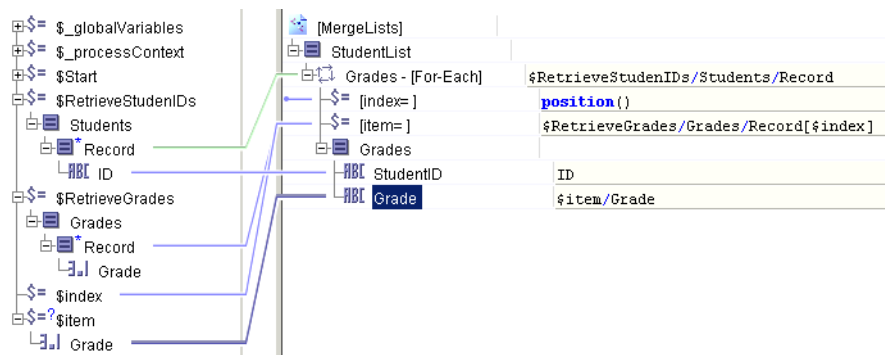 $_globalVariables
$_processContext
$Start
$RetrieveStudenIDs
Students
Record
ID
$RetrieveGrades
Grades
Record
Grade
$index
$item
Grade
[MergeLists]
StudentList
Grades - [For-Each] $RetrieveStudenIDs/Students/Record
[index= ] position()
[item= ] $RetrieveGrades/Grades/Record[$index]
Grades
StudentID ID
Grade $item/Grade